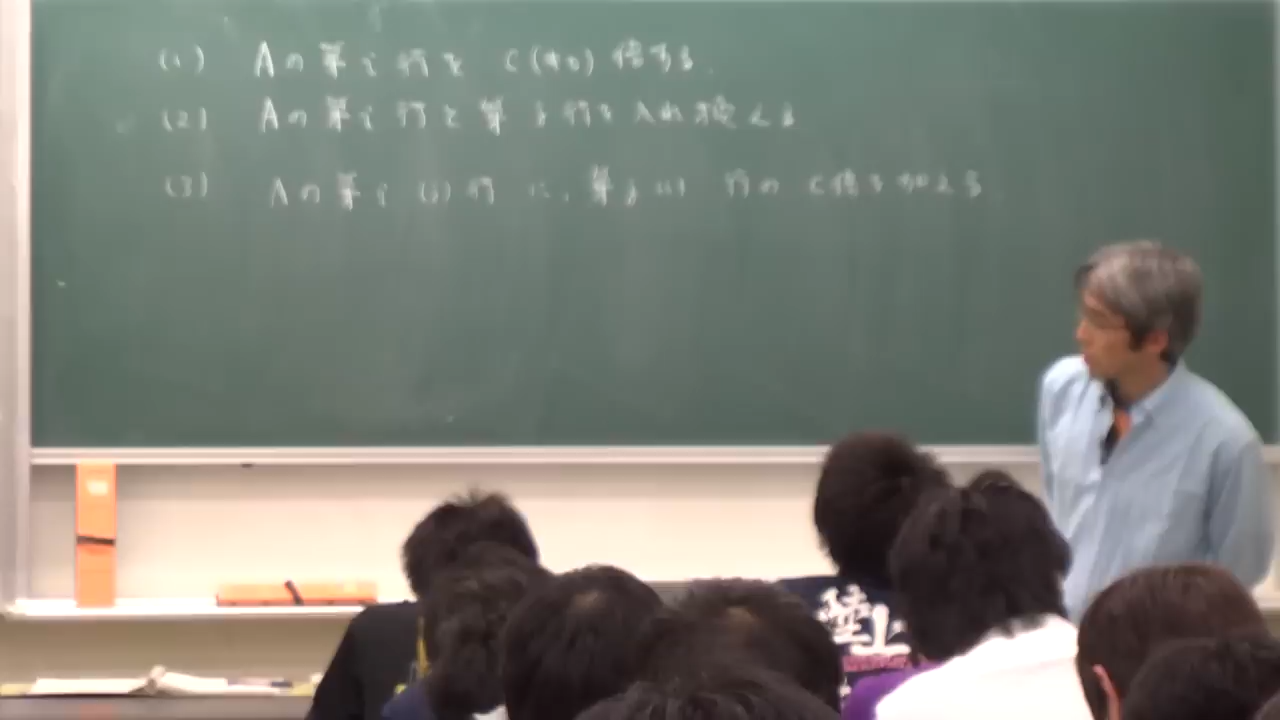 (1) Aの第i行を C(≠0)倍する.
(2) Aの第i行と第j行を入れ換える
(3) Aの第i(j)行に、第j(i)行のC倍を加える
陸上